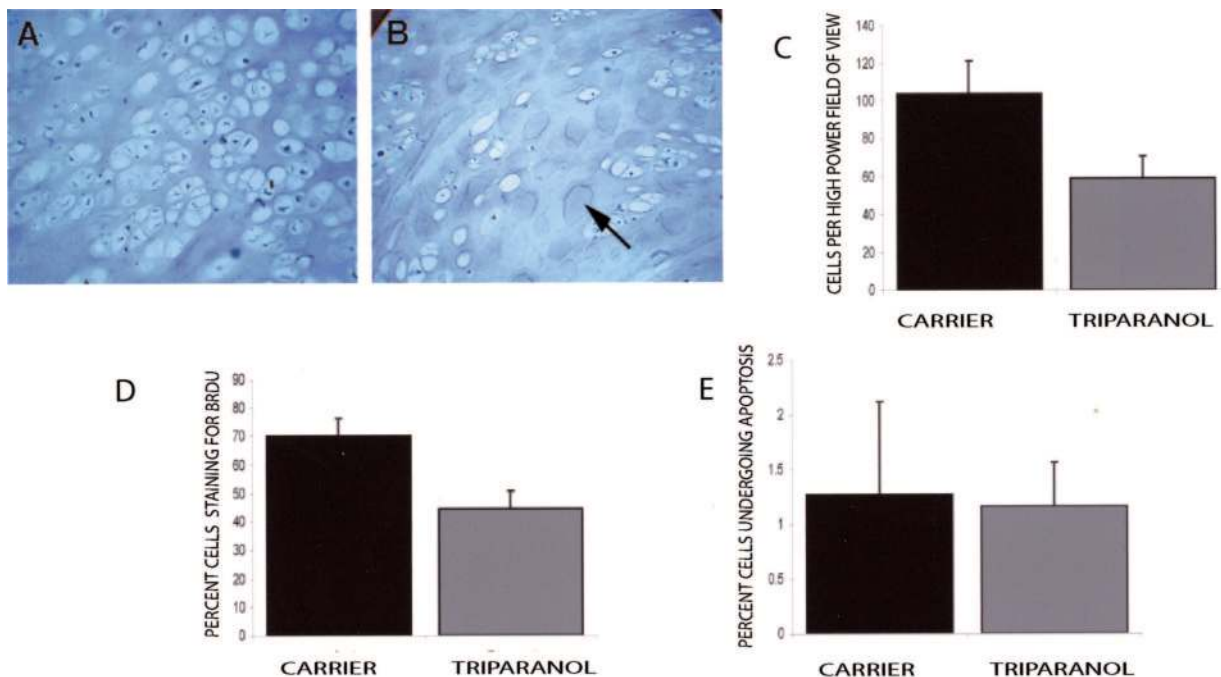 A
B
C
CELLS PER HIGH POWER FIELD OF VIEW
140
120
100
80
60
40
20
0
CARRIER TRIPARANOL
D
PERCENT CELLS STAINING FOR BRDU
90
80
70
60
50
40
30
20
10
0
CARRIER TRIPARANOL
E
PERCENT CELLS UNDERGOING APOPTOSIS
2.5
2
1.5
1
0.5
0
CARRIER TRIPARANOL